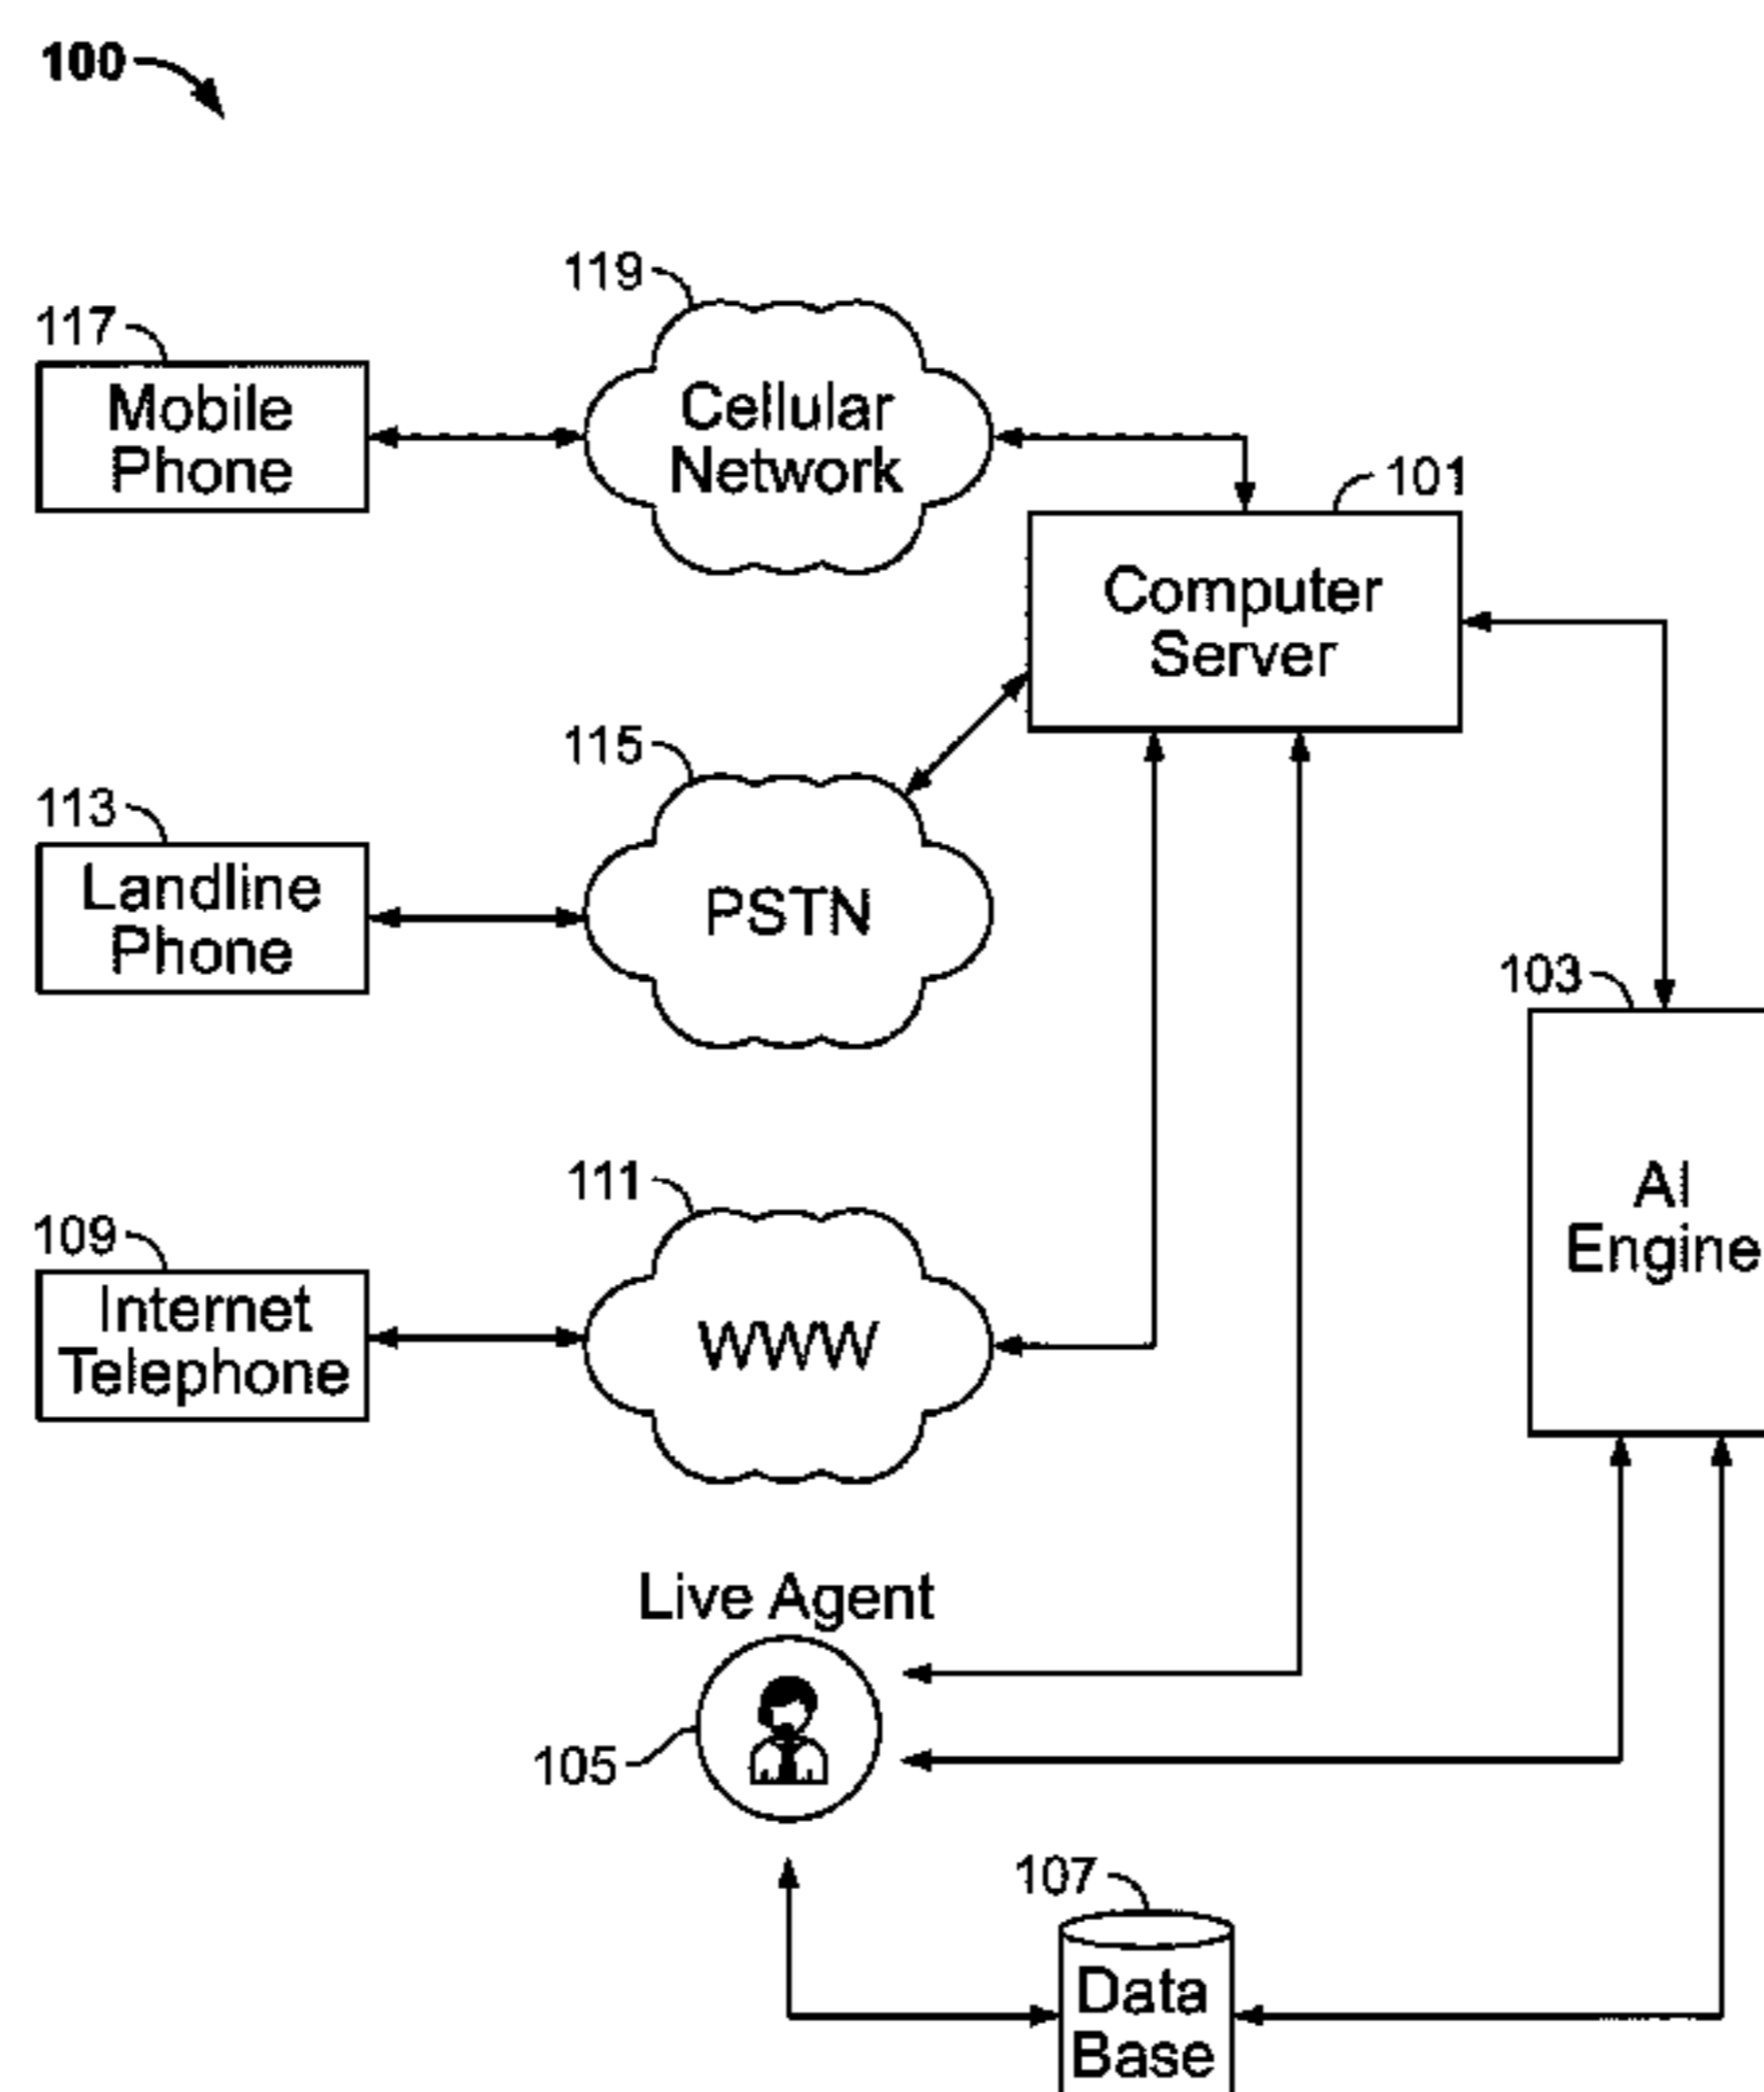 100
119
117
Mobile
Phone
Cellular
Network
101
Computer
Server
115
113
Landline
Phone
PSTN
103
111
109
Internet
Telephone
WWW
AI
Engine
Live Agent
105
107
Data
Base